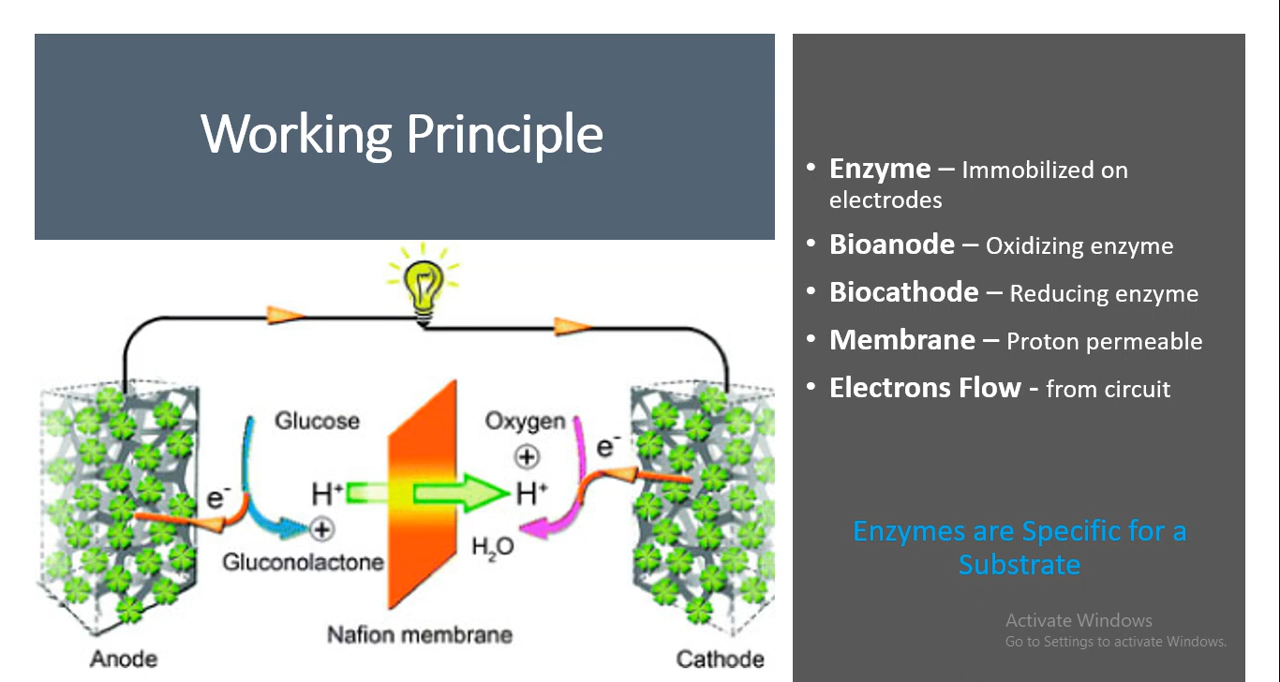 Working Principle
• Enzyme – Immobilized on
electrodes
• Bioanode – Oxidizing enzyme
• Biocathode – Reducing enzyme
• Membrane – Proton permeable
• Electrons Flow - from circuit
Enzymes are Specific for a
Substrate
Glucose
Oxygen
e⁻
H⁺
H⁺
e⁻
Gluconolactone
H₂O
Nafion membrane
Anode
Cathode
Activate Windows
Go to Settings to activate Windows.